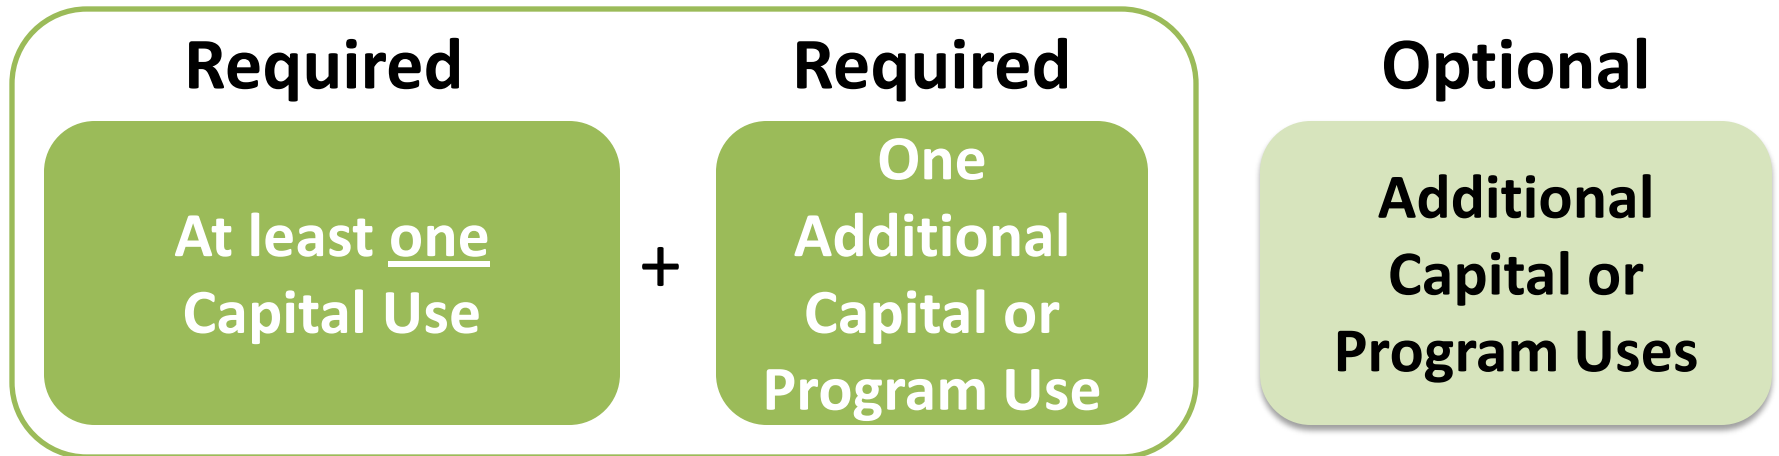 Required
At least one
Capital Use
+
Required
One
Additional
Capital or
Program Use
Optional
Additional
Capital or
Program Uses